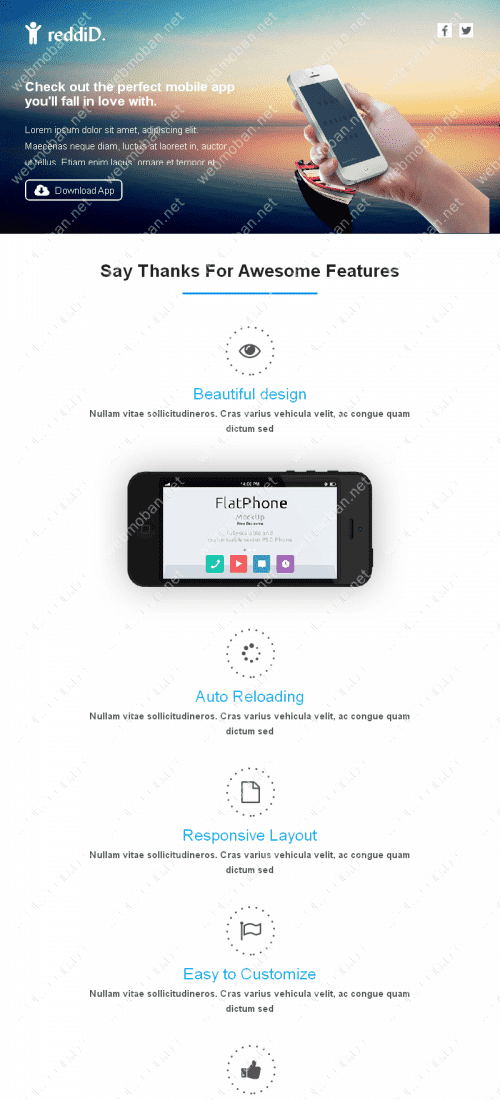 reddiD.
Check out the perfect mobile app
you'll fall in love with.
Lorem ipsum dolor sit amet, adipiscing elit.
Maecenas neque diam, luctus at laoreet in, auctor
ut tellus. Etiam enim lacus, ornare et tempor et
Download App
Say Thanks For Awesome Features
Beautiful design
Nullam vitae sollicitudineros. Cras varius vehicula velit, ac congue quam
dictum sed
14:02 PM
FlatPhone
MockUp
Auto Reloading
Nullam vitae sollicitudineros. Cras varius vehicula velit, ac congue quam
dictum sed
Responsive Layout
Nullam vitae sollicitudineros. Cras varius vehicula velit, ac congue quam
dictum sed
Easy to Customize
Nullam vitae sollicitudineros. Cras varius vehicula velit, ac congue quam
dictum sed
webmoban.net